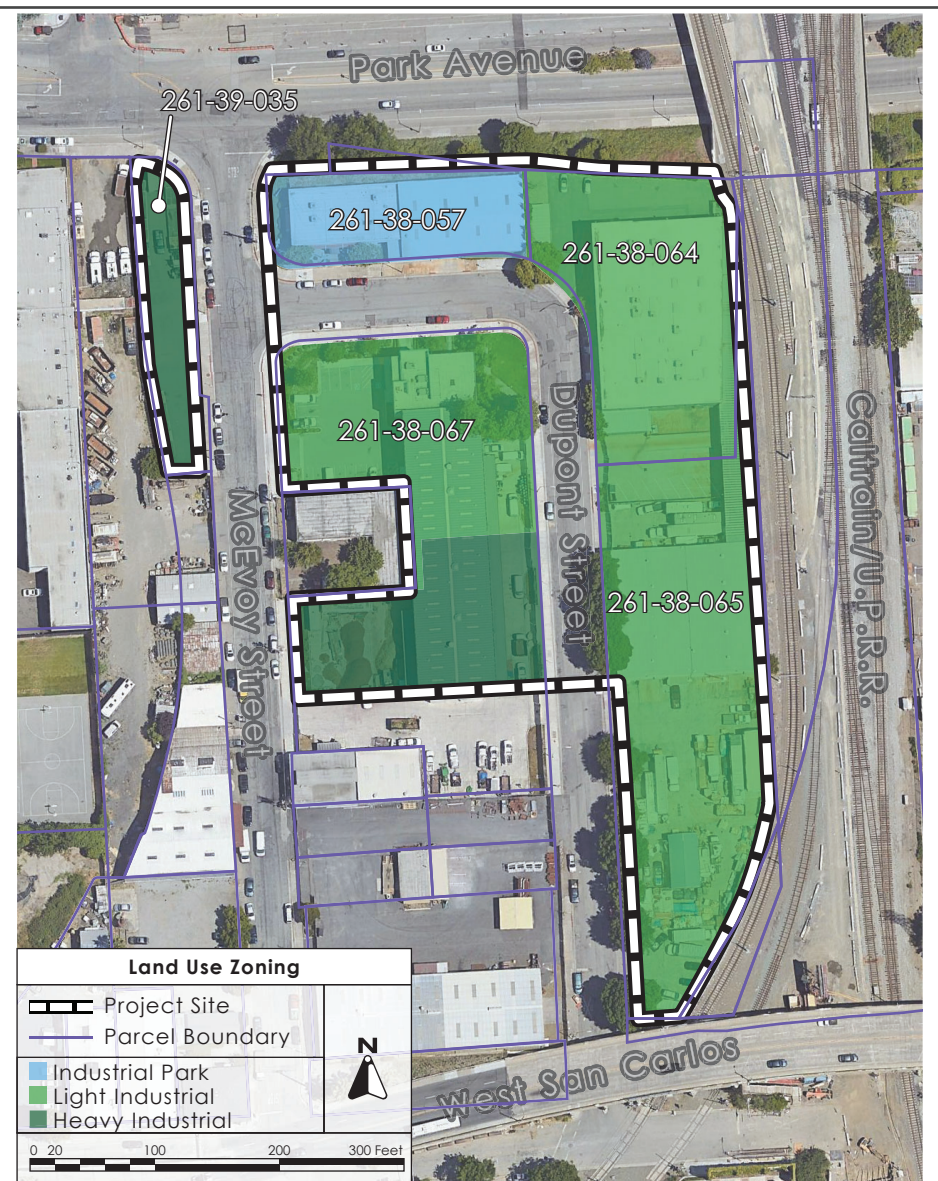 Park Avenue
261-39-035
261-38-057
261-38-064
261-38-067
Dupont Street
Caltrain/U.P.R.R.
McEvoy Street
261-38-065
West San Carlos
Land Use Zoning
Project Site
Parcel Boundary
N
Industrial Park
Light Industrial
Heavy Industrial
0 20 100 200 300 Feet